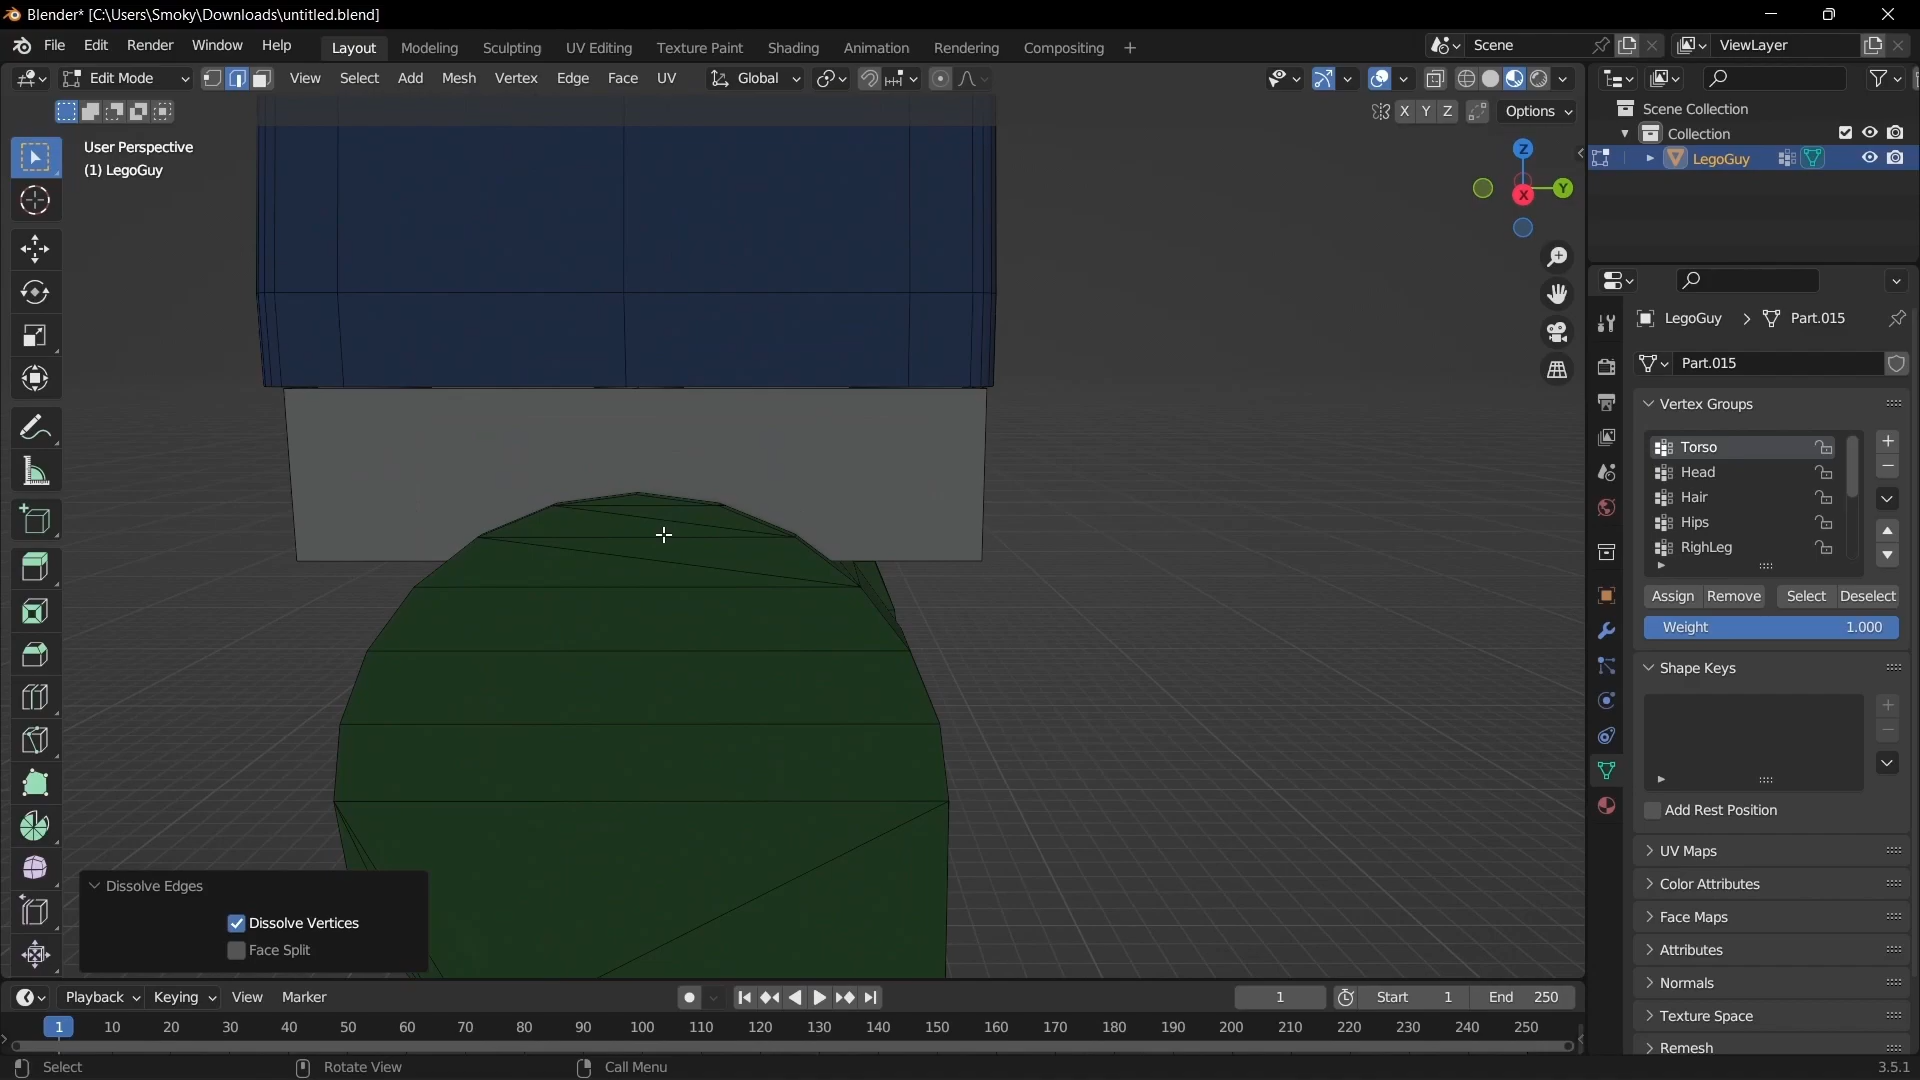 Blender* [C:\Users\Smoky\Downloads\untitled.blend]
File Edit Render Window Help Layout Modeling Sculpting UV Editing Texture Paint Shading Animation Rendering Compositing + Scene ViewLayer
Edit Mode View Select Add Mesh Vertex Edge Face UV Global
X Y Z Options
User Perspective
(1) LegoGuy
Z
Y
X
Scene Collection
Collection
LegoGuy
LegoGuy > Part.015
Part.015
Vertex Groups
Torso
Head
Hair
Hips
RighLeg
Assign Remove Select Deselect
Weight 1.000
Shape Keys
Add Rest Position
UV Maps
Color Attributes
Face Maps
Attributes
Normals
Texture Space
Remesh
Dissolve Edges
Dissolve Vertices
Face Split
Playback Keying View Marker 1 Start 1 End 250
1 10 20 30 40 50 60 70 80 90 100 110 120 130 140 150 160 170 180 190 200 210 220 230 240 250
Select Rotate View Call Menu 3.5.1